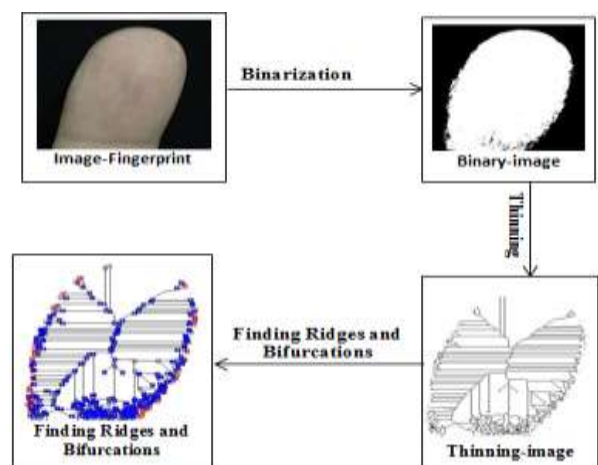 Image-Fingerprint
Binarization
Binary-image
Thinning
Thinning-image
Finding Ridges and
Bifurcations
Finding Ridges and
Bifurcations